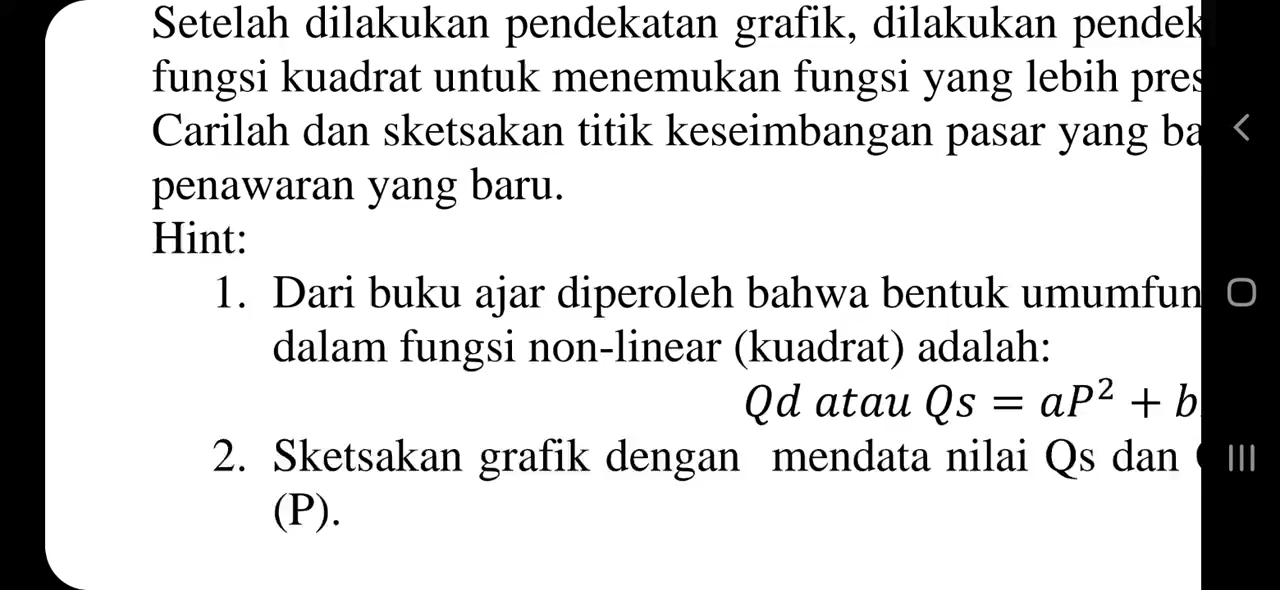 Setelah dilakukan pendekatan grafik, dilakukan pendek
fungsi kuadrat untuk menemukan fungsi yang lebih pres
Carilah dan sketsakan titik keseimbangan pasar yang ba
penawaran yang baru.
Hint:
1. Dari buku ajar diperoleh bahwa bentuk umumfun
dalam fungsi non-linear (kuadrat) adalah:
Qd atau Qs = aP² + b
2. Sketsakan grafik dengan mendata nilai Qs dan
(P).